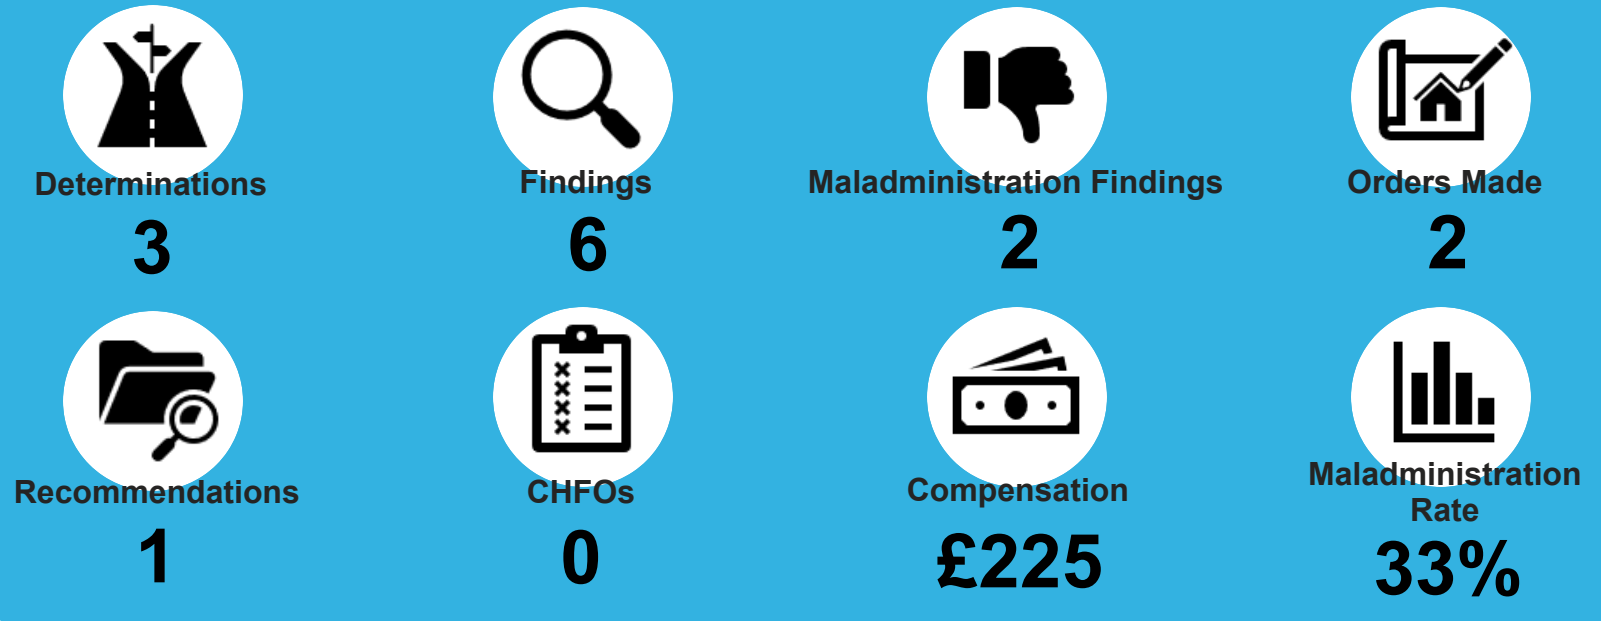 Determinations
3
Findings
6
Maladministration Findings
2
Orders Made
2
Recommendations
1
CHFOs
0
Compensation
£225
Maladministration
Rate
33%